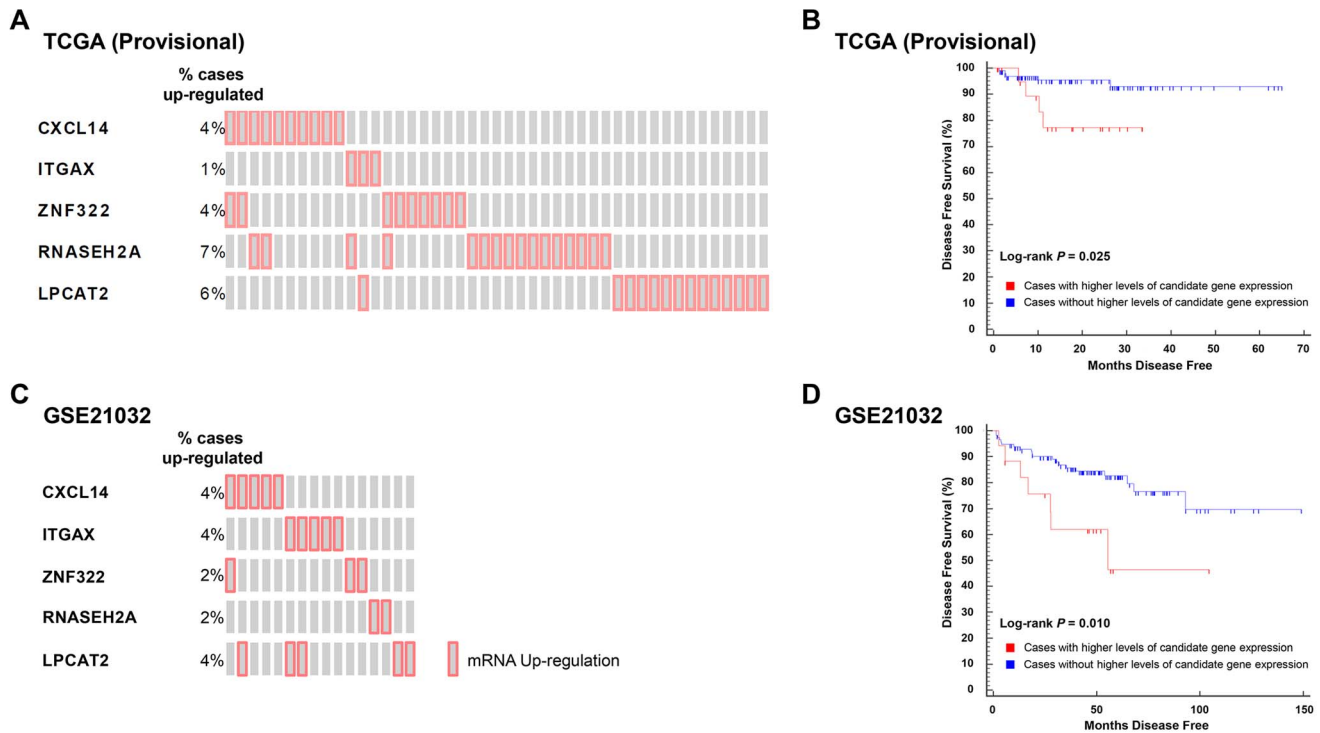 A
TCGA (Provisional)
% cases
up-regulated
CXCL14 4%
ITGAX 1%
ZNF322 4%
RNASEH2A 7%
LPCAT2 6%
B
TCGA (Provisional)
Disease Free Survival (%)
100
90
80
70
60
50
40
30
20
10
0
Log-rank P = 0.025
Cases with higher levels of candidate gene expression
Cases without higher levels of candidate gene expression
0 10 20 30 40 50 60 70
Months Disease Free
C
GSE21032
% cases
up-regulated
CXCL14 4%
ITGAX 4%
ZNF322 2%
RNASEH2A 2%
LPCAT2 4%
mRNA Up-regulation
D
GSE21032
Disease Free Survival (%)
100
90
80
70
60
50
40
30
20
10
0
Log-rank P = 0.010
Cases with higher levels of candidate gene expression
Cases without higher levels of candidate gene expression
0 50 100 150
Months Disease Free